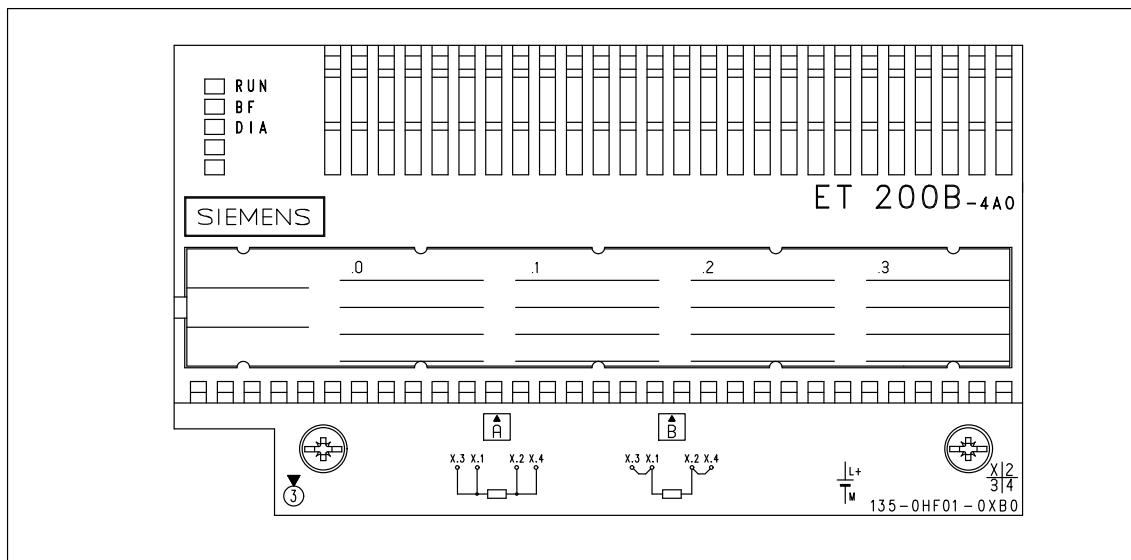 RUN
BF
DIA
SIEMENS
ET 200B-4A0
.0 .1 .2 .3
A B
X.3 X.1 X.2 X.4 X.3 X.1 X.2 X.4
L+
M
3
X 2
3 4
135-0HF01-0XB0